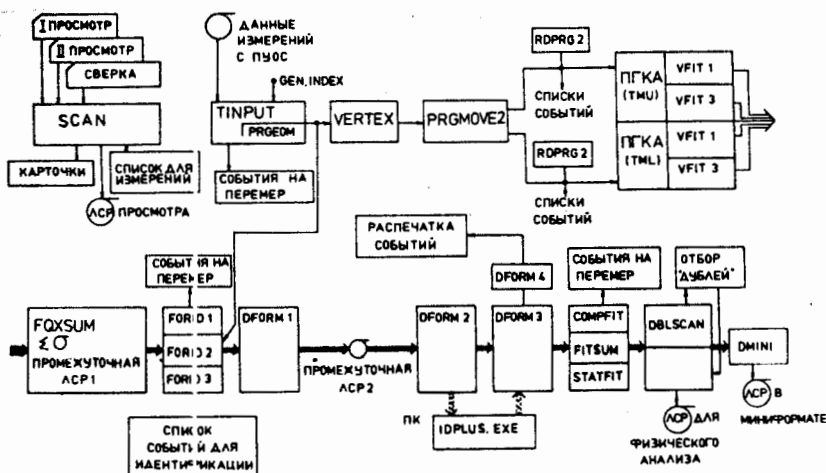 I ПРОСМОТР
II ПРОСМОТР
СВЕРКА
SCAN
КАРТОЧКИ
СПИСОК ДЛЯ
ИЗМЕРЕНИЙ
ЛСР ПРОСМОТРА
ДАННЫЕ
ИЗМЕРЕНИЙ
С ПУОС
GEN, INDEX
TINPUT
PRGEOM
СОБЫТИЯ НА
ПЕРЕМЕР
VERTEX
PRGMOVE2
RDPRG 2
СПИСКИ
СОБЫТИЙ
RDPRG 2
СПИСКИ
СОБЫТИЙ
ПГКА
(TMU)
VFIT 1
VFIT 3
ПГКА
(TML)
VFIT 1
VFIT 3
FQXSUM
Σ σ
ПРОМЕЖУТОЧНАЯ
ЛСР1
СОБЫТИЯ НА
ПЕРЕМЕР
FORID 1
FORID 2
FORID 3
СПИСОК
СОБЫТИЙ ДЛЯ
ИДЕНТИФИКАЦИИ
DFORM 1
ПРОМЕЖУТОЧНАЯ
ЛСР2
РАСПЕЧАТКА
СОБЫТИЙ
DFORM 4
DFORM 2
DFORM 3
ПК
IDPLUS. EXE
СОБЫТИЯ НА
ПЕРЕМЕР
COMPFIT
FITSUM
STATFIT
ОТБОР
"ДУБЛЕЙ"
DBLSCAN
ЛСР ДЛЯ
ФИЗИЧЕСКОГО
АНАЛИЗА
DMINI
ЛСР В
МИНИФОРМАТЕ